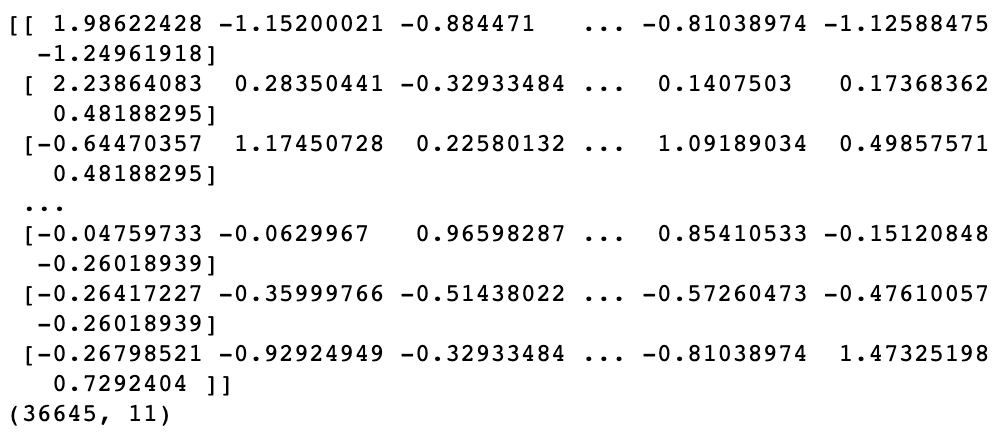 [[ 1.98622428 -1.15200021 -0.884471   ... -0.81038974 -1.12588475
  -1.24961918]
 [ 2.23864083  0.28350441 -0.32933484 ...  0.1407503   0.17368362
   0.48188295]
 [-0.64470357  1.17450728  0.22580132 ...  1.09189034  0.49857571
   0.48188295]
 ...
 [-0.04759733 -0.0629967   0.96598287 ...  0.85410533 -0.15120848
  -0.26018939]
 [-0.26417227 -0.35999766 -0.51438022 ... -0.57260473 -0.47610057
  -0.26018939]
 [-0.26798521 -0.92924949 -0.32933484 ... -0.81038974  1.47325198
   0.7292404 ]]
(36645, 11)